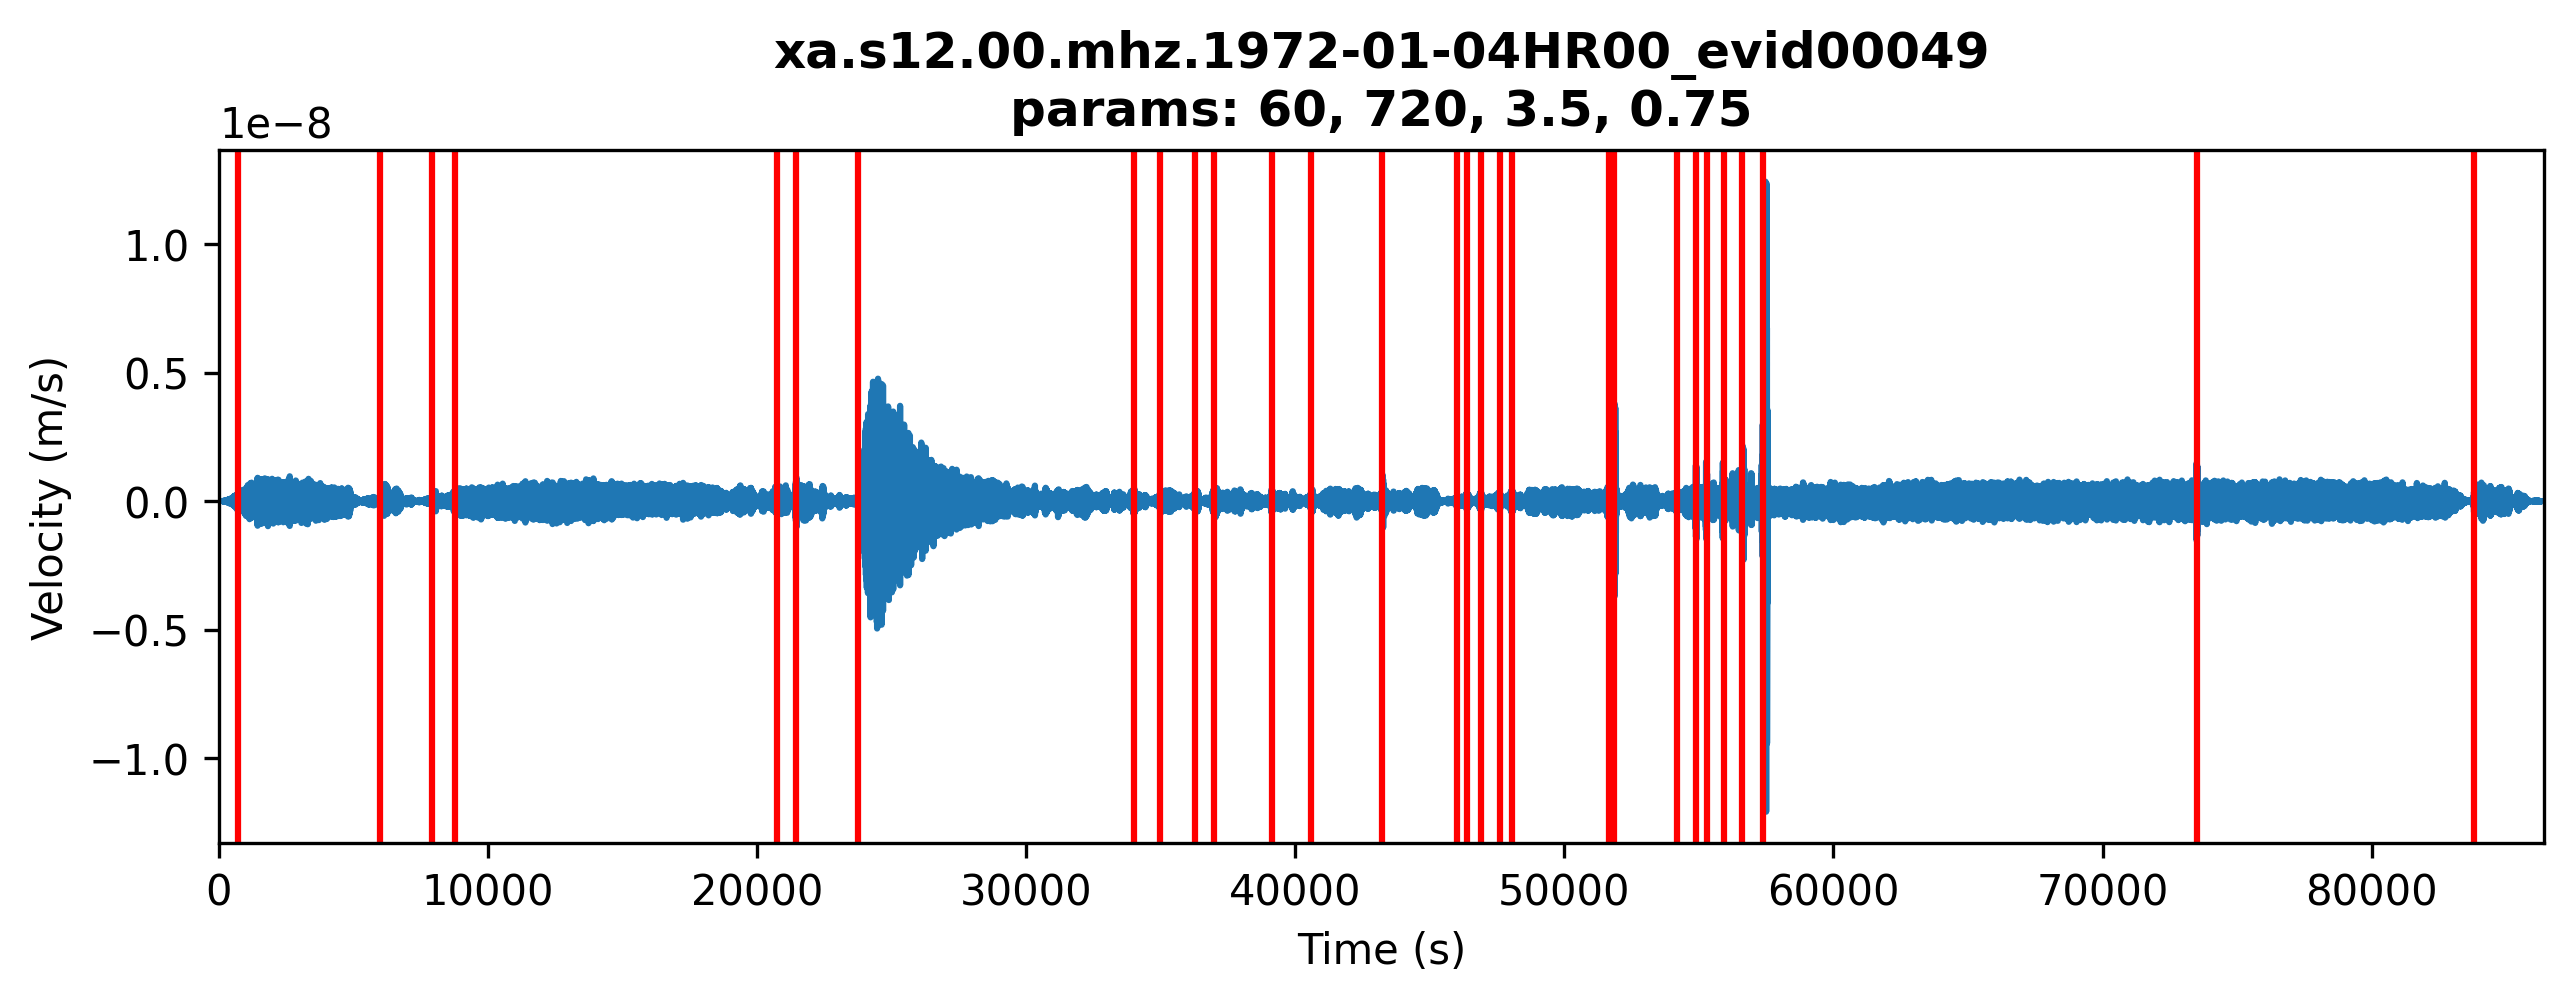 xa.s12.00.mhz.1972-01-04HR00_evid00049
params: 60, 720, 3.5, 0.75
1e−8
1.0
0.5
0.0
−0.5
−1.0
Velocity (m/s)
0 10000 20000 30000 40000 50000 60000 70000 80000
Time (s)